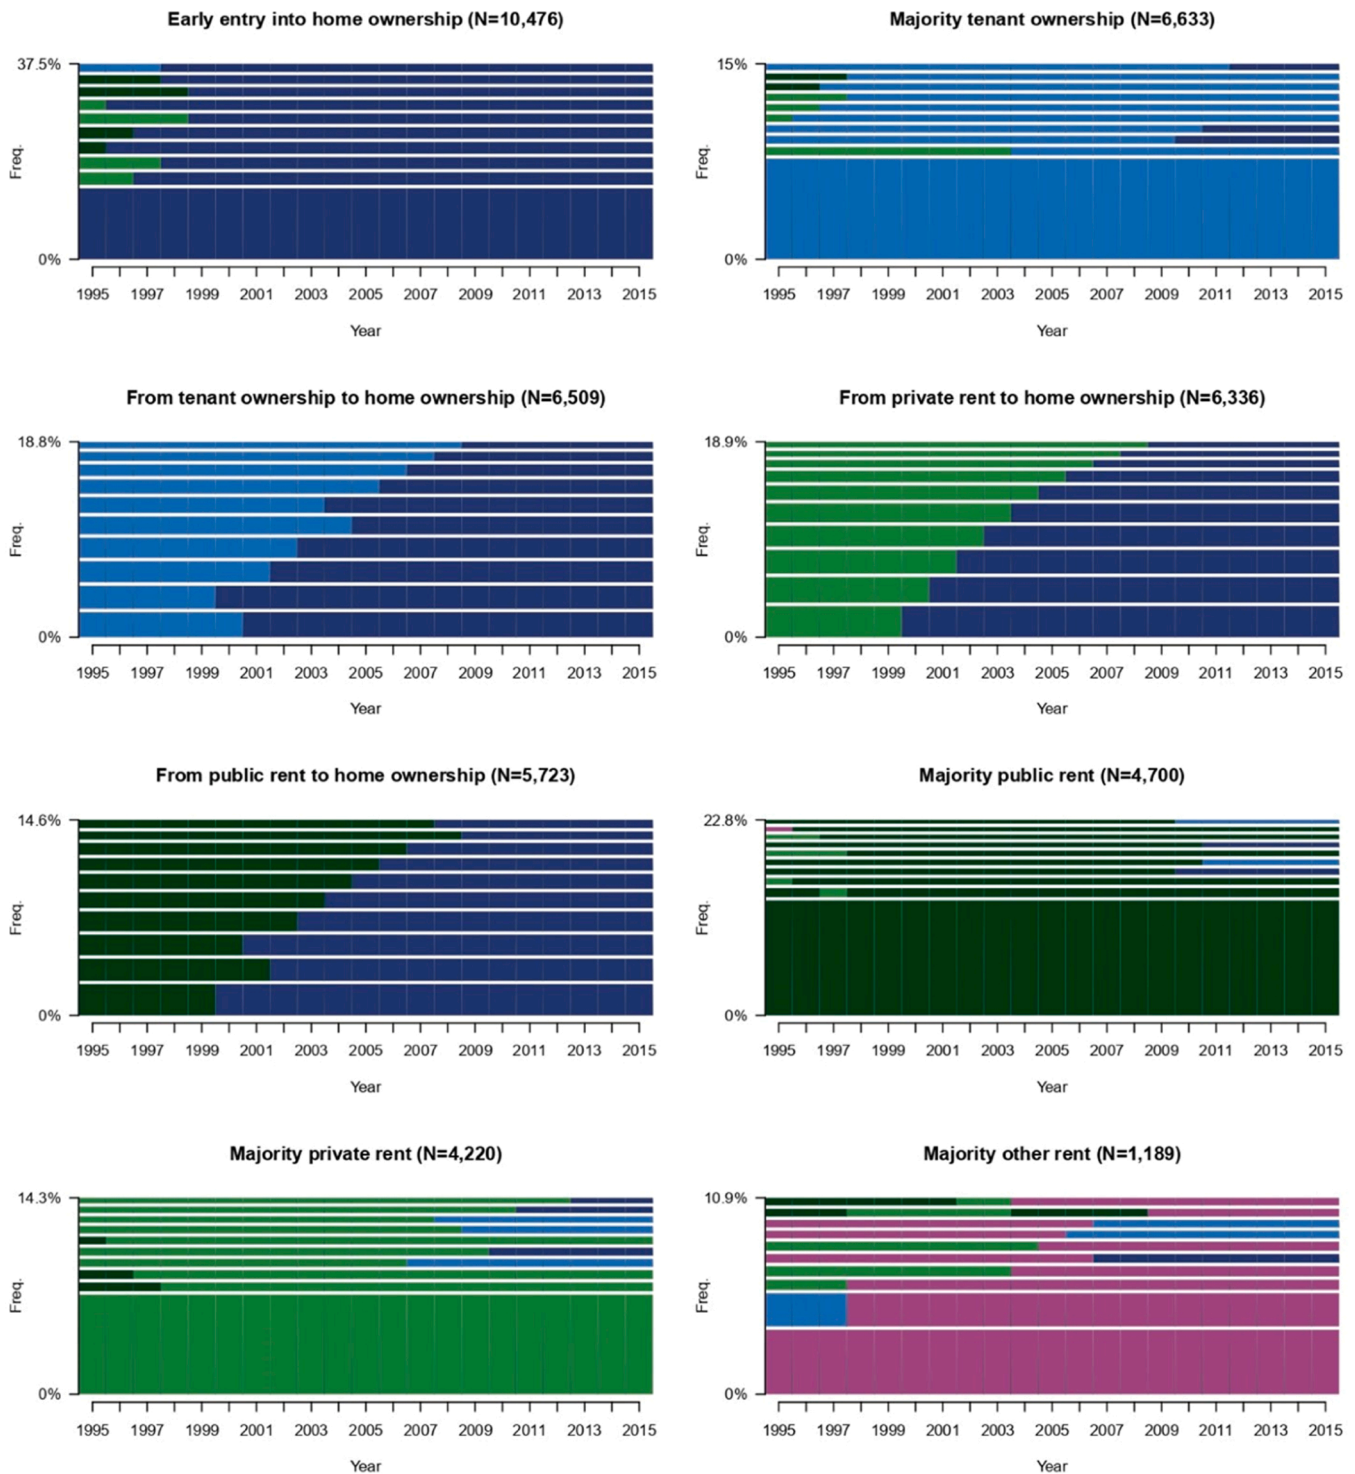 Early entry into home ownership (N=10,476)
37.5%
Freq.
0%
1995 1997 1999 2001 2003 2005 2007 2009 2011 2013 2015
Year
Majority tenant ownership (N=6,633)
15%
Freq.
0%
1995 1997 1999 2001 2003 2005 2007 2009 2011 2013 2015
Year
From tenant ownership to home ownership (N=6,509)
18.8%
Freq.
0%
1995 1997 1999 2001 2003 2005 2007 2009 2011 2013 2015
Year
From private rent to home ownership (N=6,336)
18.9%
Freq.
0%
1995 1997 1999 2001 2003 2005 2007 2009 2011 2013 2015
Year
From public rent to home ownership (N=5,723)
14.6%
Freq.
0%
1995 1997 1999 2001 2003 2005 2007 2009 2011 2013 2015
Year
Majority public rent (N=4,700)
22.8%
Freq.
0%
1995 1997 1999 2001 2003 2005 2007 2009 2011 2013 2015
Year
Majority private rent (N=4,220)
14.3%
Freq.
0%
1995 1997 1999 2001 2003 2005 2007 2009 2011 2013 2015
Year
Majority other rent (N=1,189)
10.9%
Freq.
0%
1995 1997 1999 2001 2003 2005 2007 2009 2011 2013 2015
Year